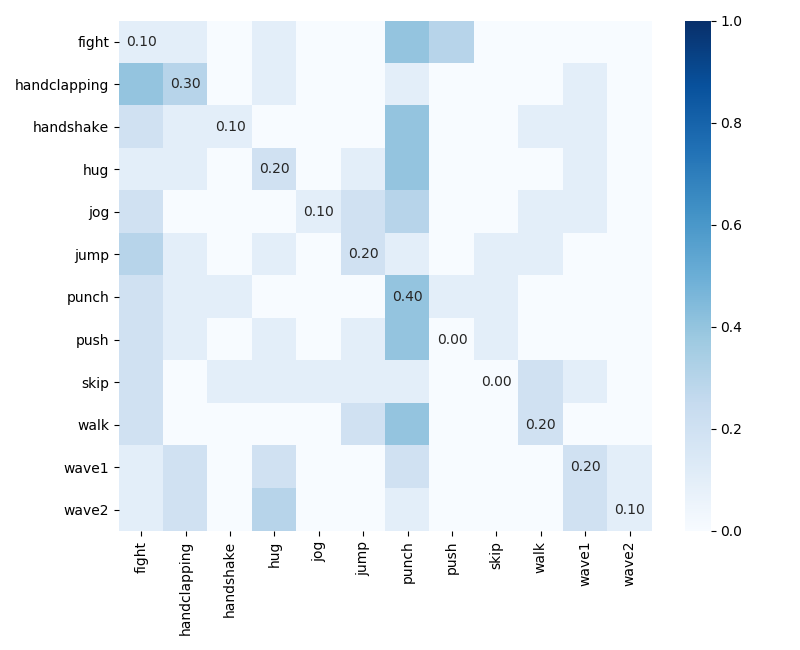 fight 0.10
handclapping 0.30
handshake 0.10
hug 0.20
jog 0.10
jump 0.20
punch 0.40
push 0.00
skip 0.00
walk 0.20
wave1 0.20
wave2 0.10
fight handclapping handshake hug jog jump punch push skip walk wave1 wave2
1.0
0.8
0.6
0.4
0.2
0.0